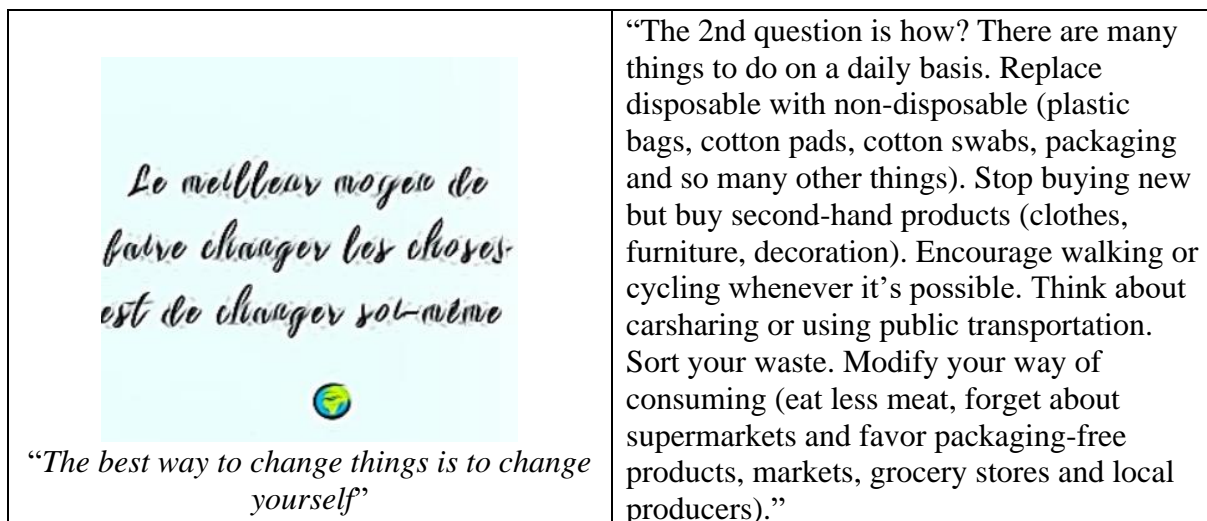 Le meilleur moyen de
faire changer les choses
est de changer soi-même
“The best way to change things is to change
yourself”
“The 2nd question is how? There are many
things to do on a daily basis. Replace
disposable with non-disposable (plastic
bags, cotton pads, cotton swabs, packaging
and so many other things). Stop buying new
but buy second-hand products (clothes,
furniture, decoration). Encourage walking or
cycling whenever it’s possible. Think about
carsharing or using public transportation.
Sort your waste. Modify your way of
consuming (eat less meat, forget about
supermarkets and favor packaging-free
products, markets, grocery stores and local
producers).”